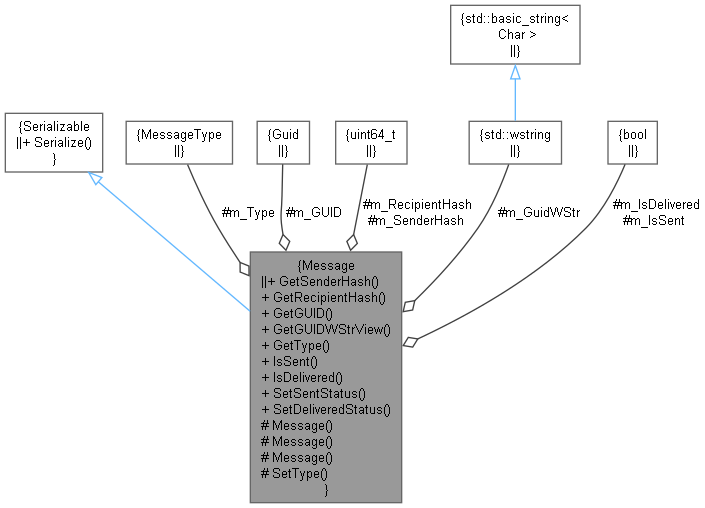 {std::basic_string<
Char >
||}
{Serializable
||+ Serialize()
}
{MessageType
||}
{Guid
||}
{uint64_t
||}
{std::wstring
||}
{bool
||}
#m_Type
#m_GUID
#m_RecipientHash
#m_SenderHash
#m_GuidWStr
#m_IsDelivered
#m_IsSent
{Message
||+ GetSenderHash()
+ GetRecipientHash()
+ GetGUID()
+ GetGUIDWStrView()
+ GetType()
+ IsSent()
+ IsDelivered()
+ SetSentStatus()
+ SetDeliveredStatus()
# Message()
# Message()
# Message()
# SetType()
}